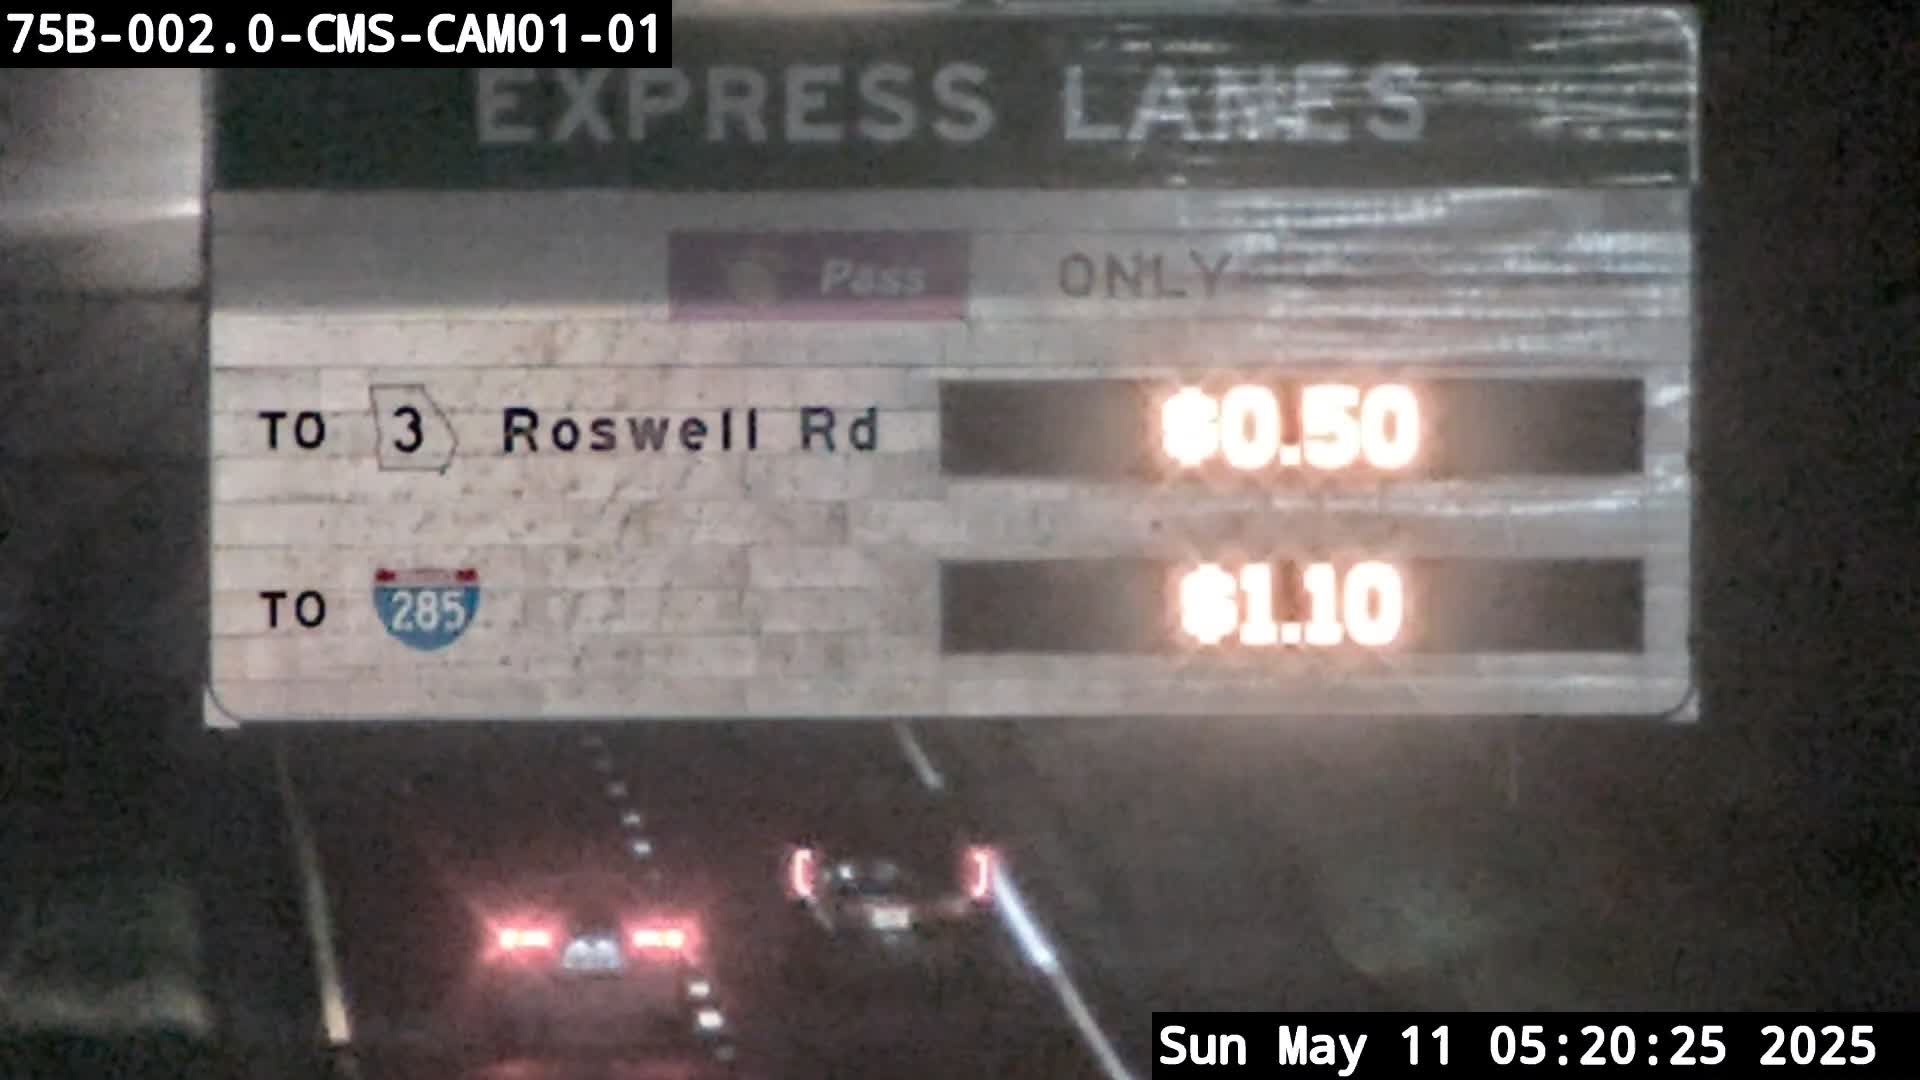 75B-002.0-CMS-CAM01-01
EXPRESS LANES
Pass ONLY
TO 3 Roswell Rd $0.50
TO 285 $1.10
Sun May 11 05:20:25 2025